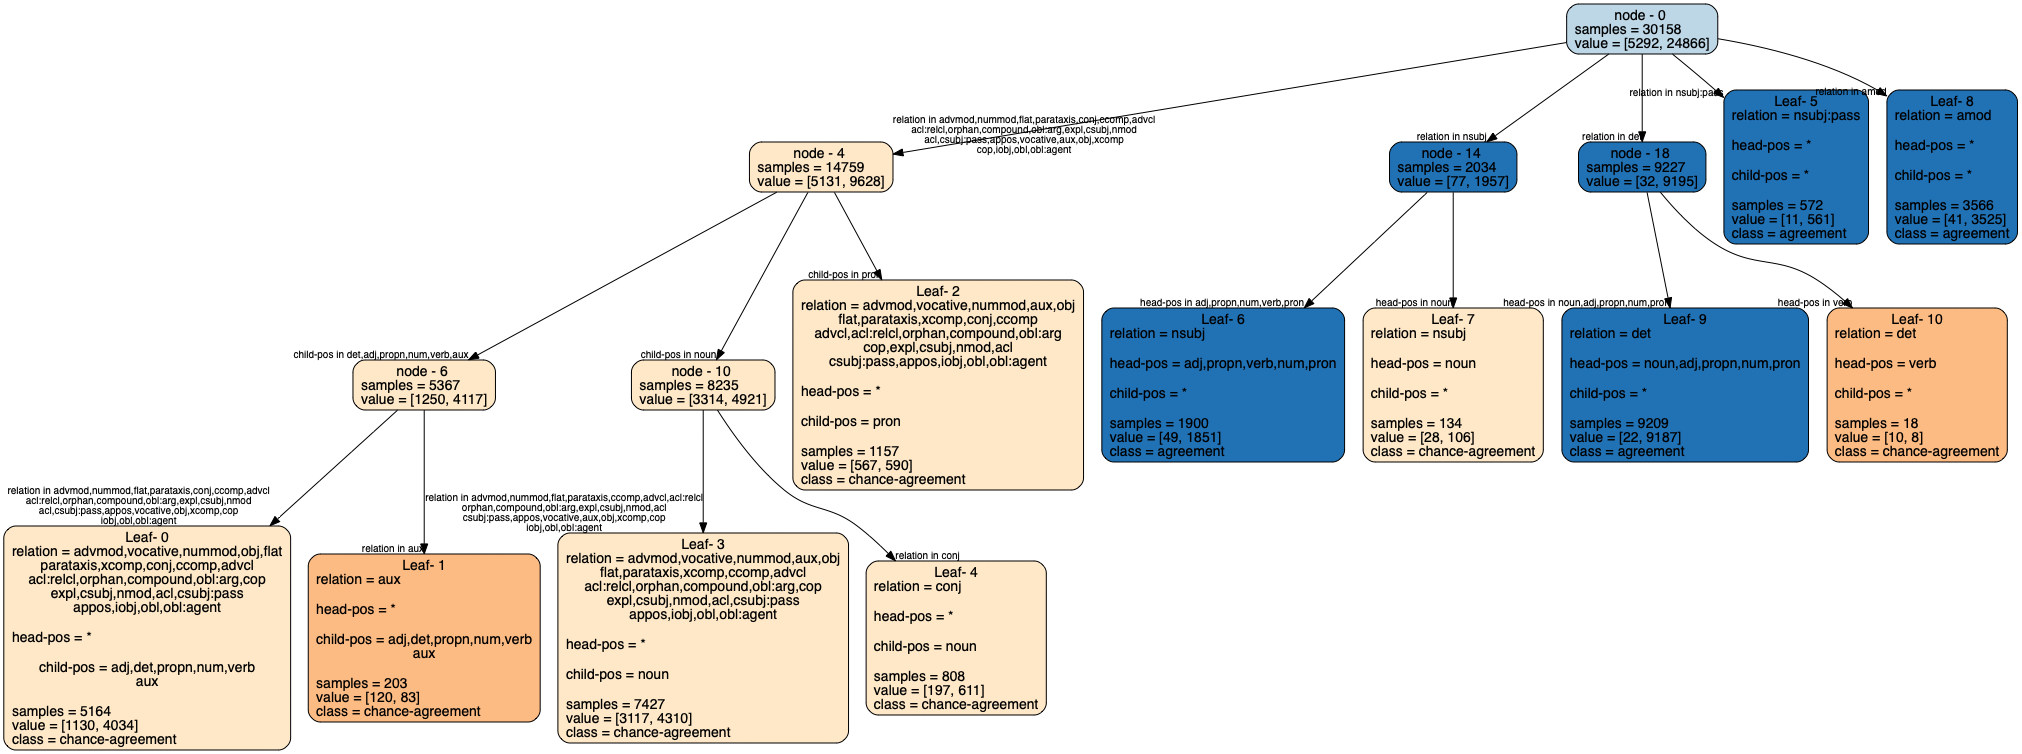 node - 0
samples = 30158
value = [5292, 24866]
relation in advmod,nummod,flat,parataxis,conj,ccomp,advcl
acl:relcl,orphan,compound,obl:arg,expl,csubj,nmod
acl,csubj:pass,appos,vocative,aux,obj,xcomp
cop,iobj,obl,obl:agent
relation in nsubj
relation in det
relation in nsubj:pass
relation in amod
node - 4
samples = 14759
value = [5131, 9628]
node - 14
samples = 2034
value = [77, 1957]
node - 18
samples = 9227
value = [32, 9195]
Leaf- 5
relation = nsubj:pass
head-pos = *
child-pos = *
samples = 572
value = [11, 561]
class = agreement
Leaf- 8
relation = amod
head-pos = *
child-pos = *
samples = 3566
value = [41, 3525]
class = agreement
child-pos in det,adj,propn,num,verb,aux
child-pos in noun
child-pos in pron
head-pos in adj,propn,num,verb,pron
head-pos in noun
head-pos in noun,adj,propn,num,pron
head-pos in verb
node - 6
samples = 5367
value = [1250, 4117]
node - 10
samples = 8235
value = [3314, 4921]
Leaf- 2
relation = advmod,vocative,nummod,aux,obj
flat,parataxis,xcomp,conj,ccomp
advcl,acl:relcl,orphan,compound,obl:arg
cop,expl,csubj,nmod,acl
csubj:pass,appos,iobj,obl,obl:agent
head-pos = *
child-pos = pron
samples = 1157
value = [567, 590]
class = chance-agreement
Leaf- 6
relation = nsubj
head-pos = adj,propn,verb,num,pron
child-pos = *
samples = 1900
value = [49, 1851]
class = agreement
Leaf- 7
relation = nsubj
head-pos = noun
child-pos = *
samples = 134
value = [28, 106]
class = chance-agreement
Leaf- 9
relation = det
head-pos = noun,adj,propn,num,pron
child-pos = *
samples = 9209
value = [22, 9187]
class = agreement
Leaf- 10
relation = det
head-pos = verb
child-pos = *
samples = 18
value = [10, 8]
class = chance-agreement
relation in advmod,nummod,flat,parataxis,conj,ccomp,advcl
acl:relcl,orphan,compound,obl:arg,expl,csubj,nmod
acl,csubj:pass,appos,vocative,obj,xcomp,cop
iobj,obl,obl:agent
relation in aux
relation in advmod,nummod,flat,parataxis,ccomp,advcl,acl:relcl
orphan,compound,obl:arg,expl,csubj,nmod,acl
csubj:pass,appos,vocative,aux,obj,xcomp,cop
iobj,obl,obl:agent
relation in conj
Leaf- 0
relation = advmod,vocative,nummod,obj,flat
parataxis,xcomp,conj,ccomp,advcl
acl:relcl,orphan,compound,obl:arg,cop
expl,csubj,nmod,acl,csubj:pass
appos,iobj,obl,obl:agent
head-pos = *
child-pos = adj,det,propn,num,verb
aux
samples = 5164
value = [1130, 4034]
class = chance-agreement
Leaf- 1
relation = aux
head-pos = *
child-pos = adj,det,propn,num,verb
aux
samples = 203
value = [120, 83]
class = chance-agreement
Leaf- 3
relation = advmod,vocative,nummod,aux,obj
flat,parataxis,xcomp,ccomp,advcl
acl:relcl,orphan,compound,obl:arg,cop
expl,csubj,nmod,acl,csubj:pass
appos,iobj,obl,obl:agent
head-pos = *
child-pos = noun
samples = 7427
value = [3117, 4310]
class = chance-agreement
Leaf- 4
relation = conj
head-pos = *
child-pos = noun
samples = 808
value = [197, 611]
class = chance-agreement